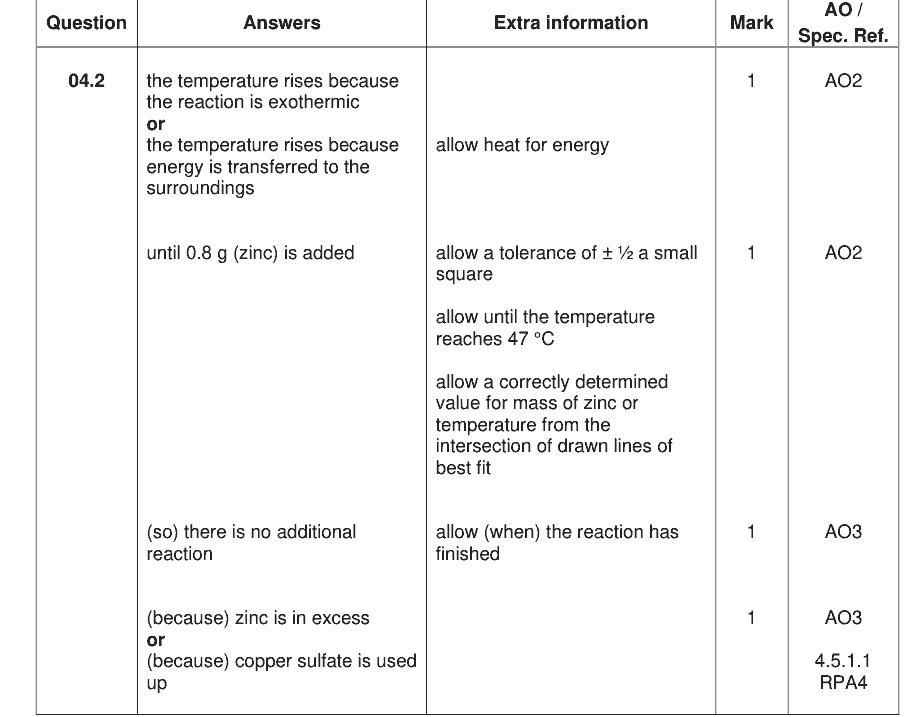 Question Answers Extra information Mark AO /
Spec. Ref.
04.2 the temperature rises because 1 AO2
the reaction is exothermic
or
the temperature rises because allow heat for energy
energy is transferred to the
surroundings
until 0.8 g (zinc) is added allow a tolerance of ± ½ a small 1 AO2
square
allow until the temperature
reaches 47 °C
allow a correctly determined
value for mass of zinc or
temperature from the
intersection of drawn lines of
best fit
(so) there is no additional allow (when) the reaction has 1 AO3
reaction finished
(because) zinc is in excess 1 AO3
or
(because) copper sulfate is used 4.5.1.1
up RPA4